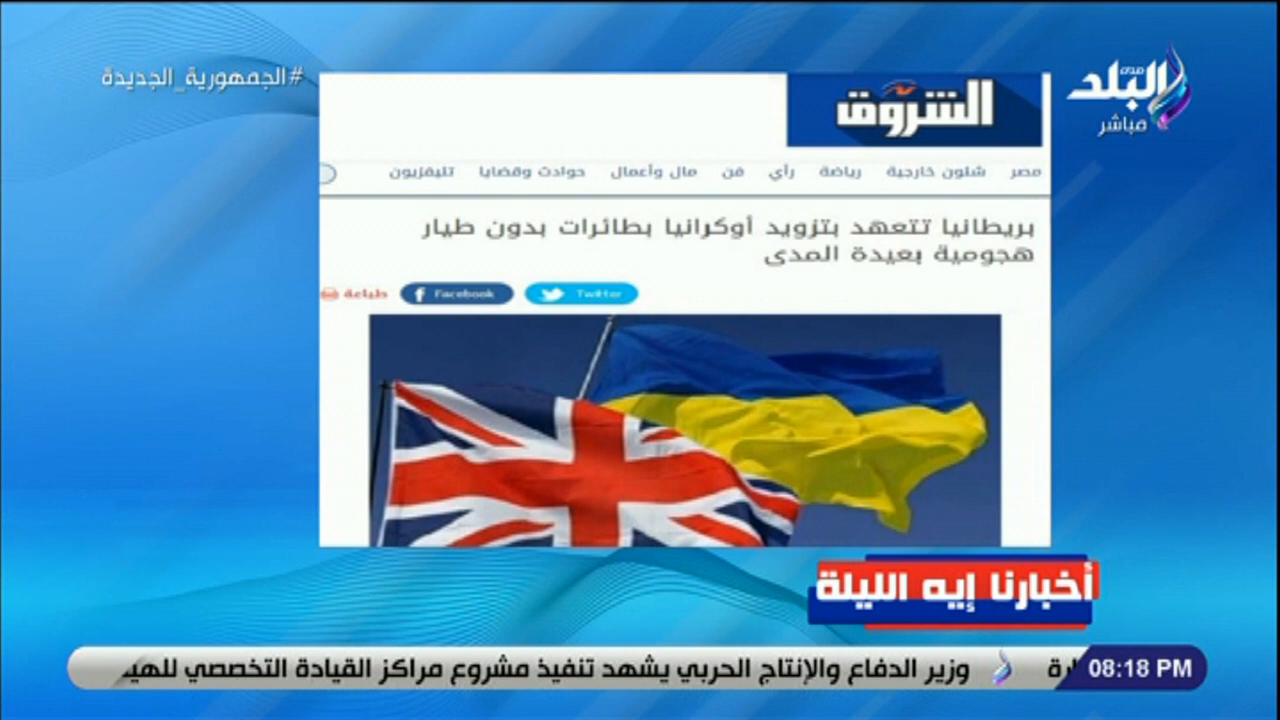 #الجمهورية_الجديدة
صدى البلد
مباشر
الشروق
مصر شئون خارجية رياضة رأي فن مال وأعمال حوادث وقضايا تليفزيون
بريطانيا تتعهد بتزويد أوكرانيا بطائرات بدون طيار
هجومية بعيدة المدى
طباعة Facebook Twitter
أخبارنا إيه الليلة
08:18 PM
وزير الدفاع والإنتاج الحربي يشهد تنفيذ مشروع مراكز القيادة التخصصي